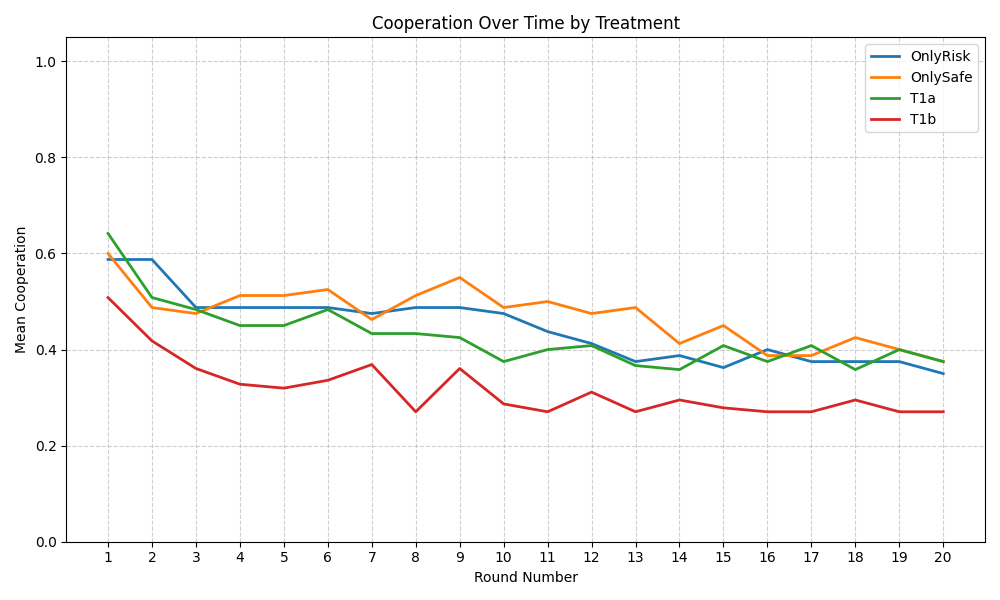 Cooperation Over Time by Treatment
OnlyRisk
OnlySafe
T1a
T1b
Mean Cooperation
1.0
0.8
0.6
0.4
0.2
0.0
1 2 3 4 5 6 7 8 9 10 11 12 13 14 15 16 17 18 19 20
Round Number